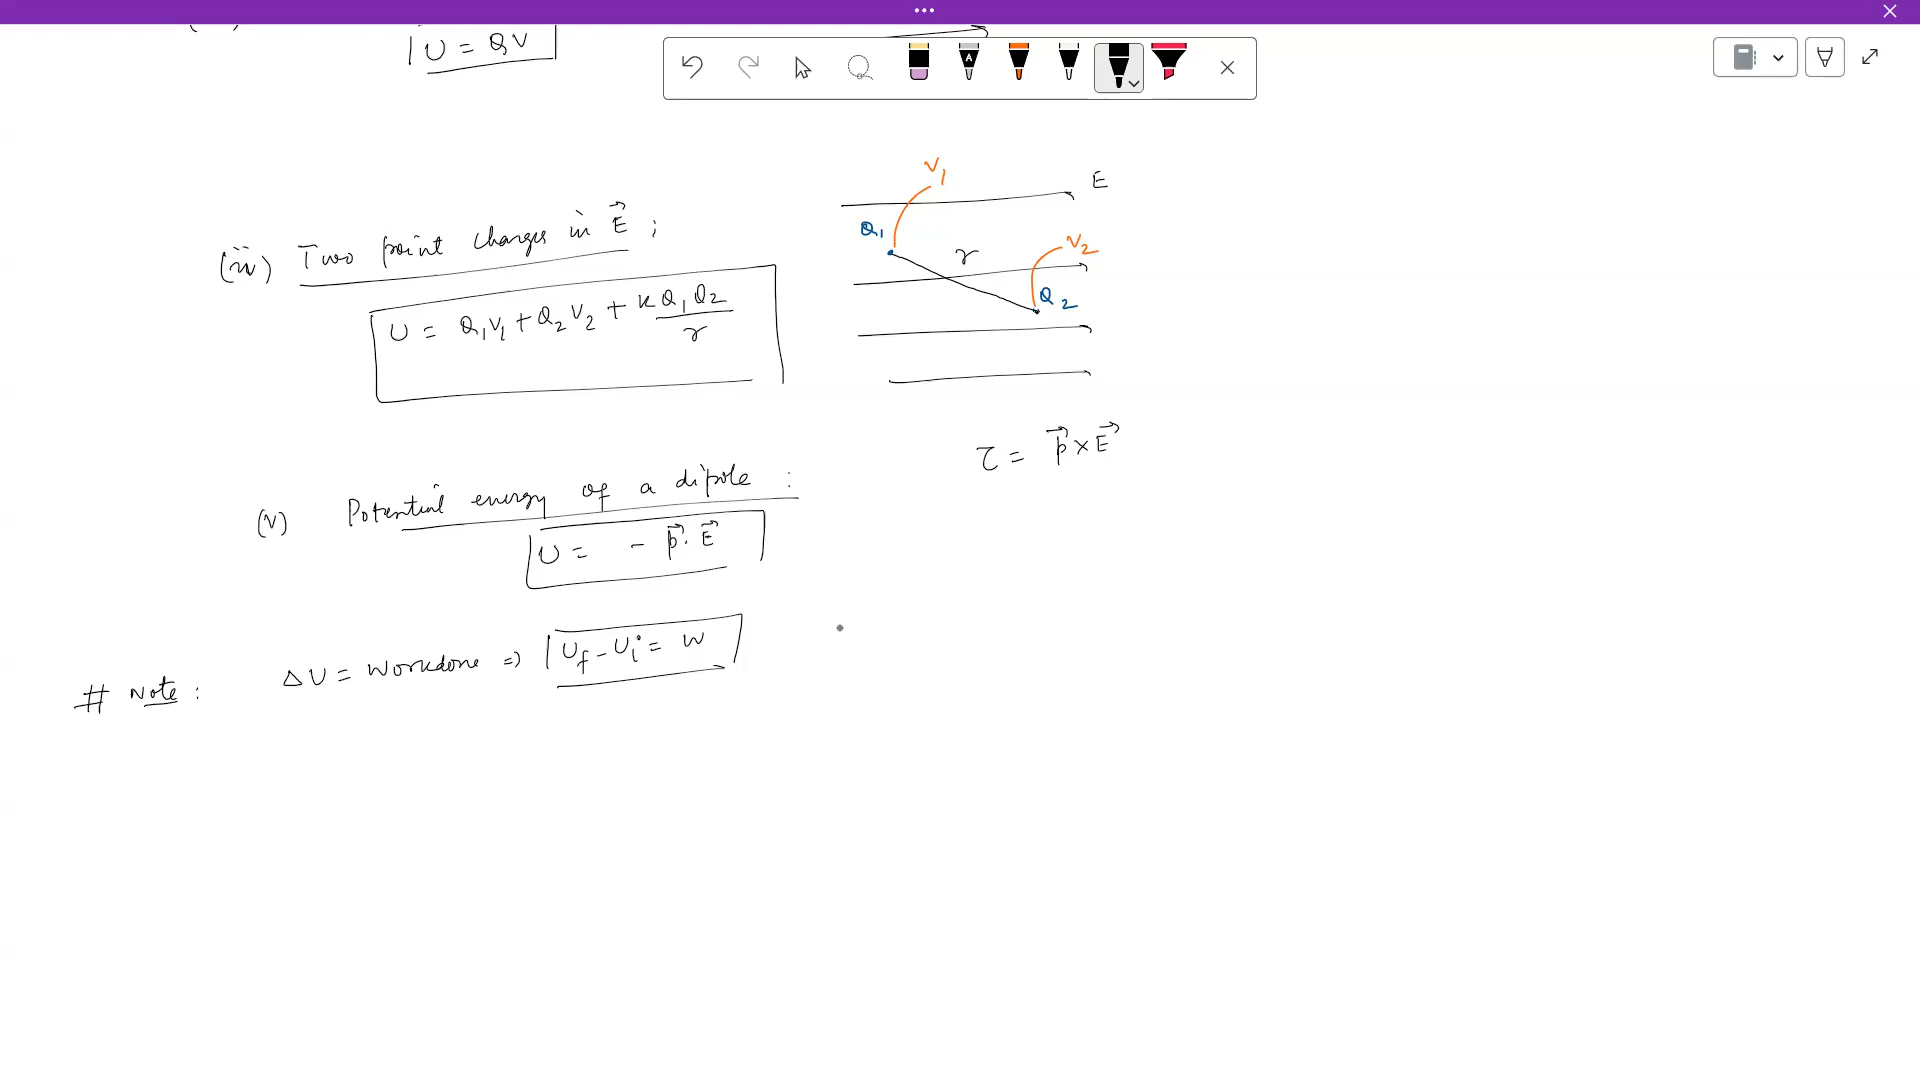 U = QV
V₁
E
(iv) Two point charges in E⃗ ;
Q₁
r
V₂
Q₂
U = Q₁V₁ + Q₂V₂ + kQ₁Q₂/r
τ = p⃗ × E⃗
(V) Potential energy of a dipole :
U = - p⃗ . E⃗
# Note : ΔU = Workdone ⇒ U_f - U_i = W